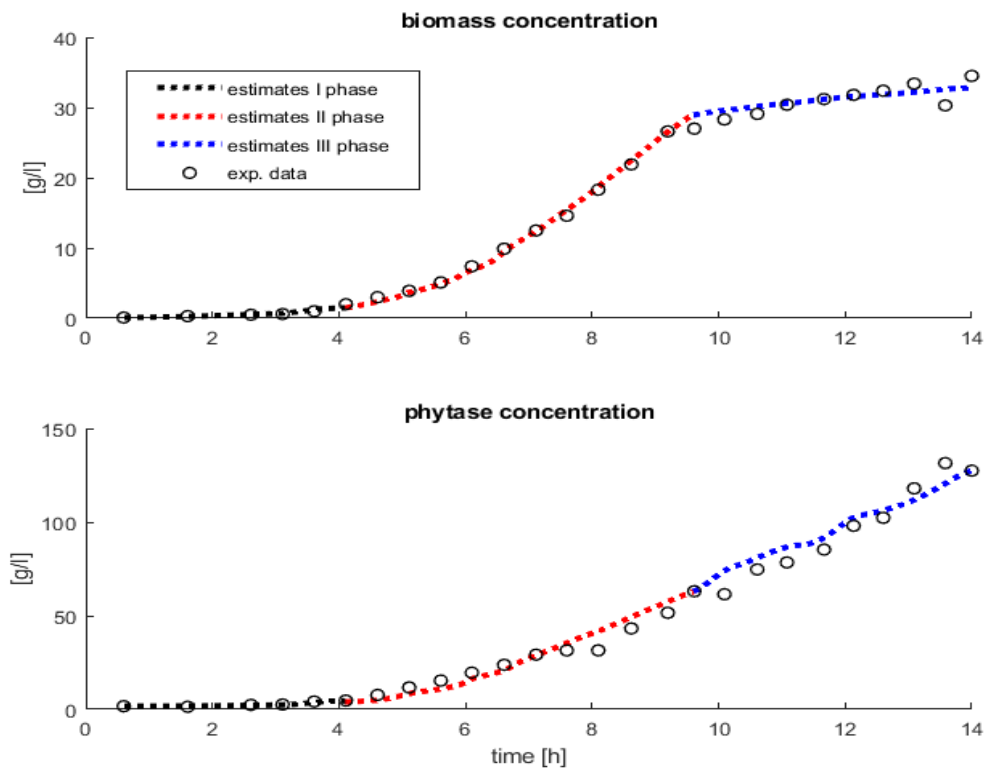 biomass concentration
40
30
20
10
0
[g/l]
estimates I phase
estimates II phase
estimates III phase
exp. data
0 2 4 6 8 10 12 14
phytase concentration
150
100
50
0
[g/l]
0 2 4 6 8 10 12 14
time [h]